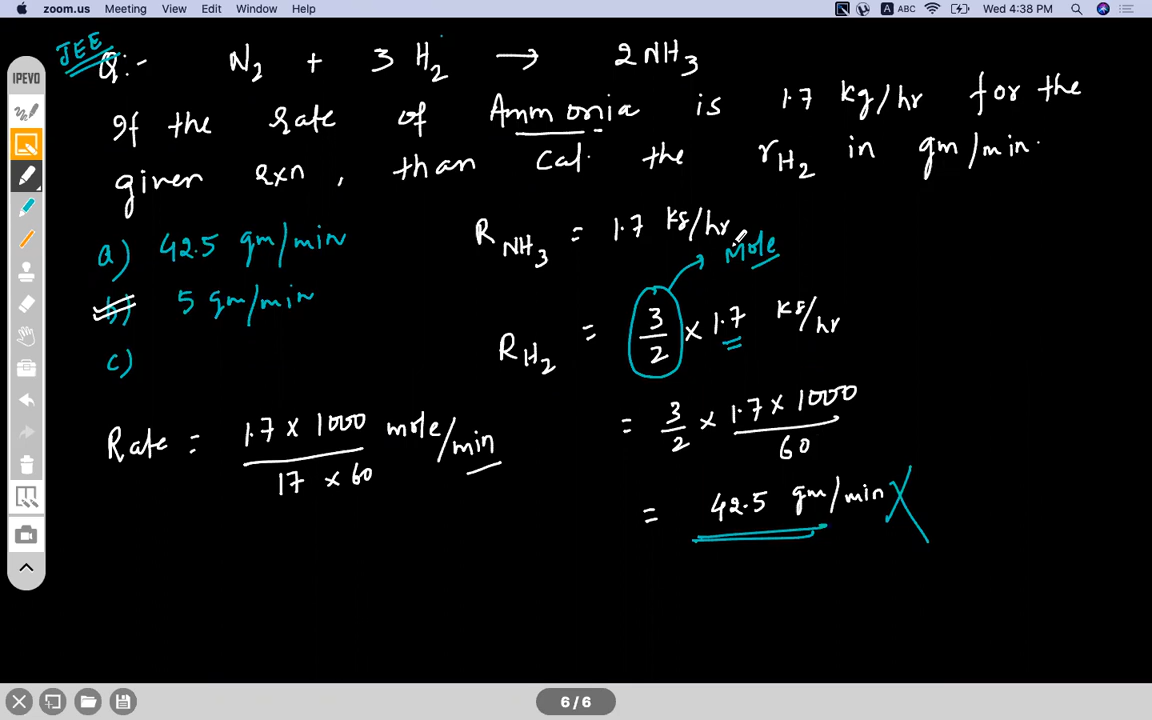 zoom.us Meeting View Edit Window Help
A ABC Wed 4:38 PM
JEE
Q:- N2 + 3 H2 → 2NH3
IPEVO
If the rate of Ammonia is 1.7 kg/hr for the
given rxn, than Cal. the rH2 in gm/min.
RNH3 = 1.7 kg/hr
mole
a) 42.5 gm/min
b) 5 gm/min
c)
RH2 = 3/2 × 1.7 kg/hr
= 3/2 × 1.7 × 1000/60
Rate = 1.7 × 1000/17 × 60 mole/min
= 42.5 gm/min X
6/6